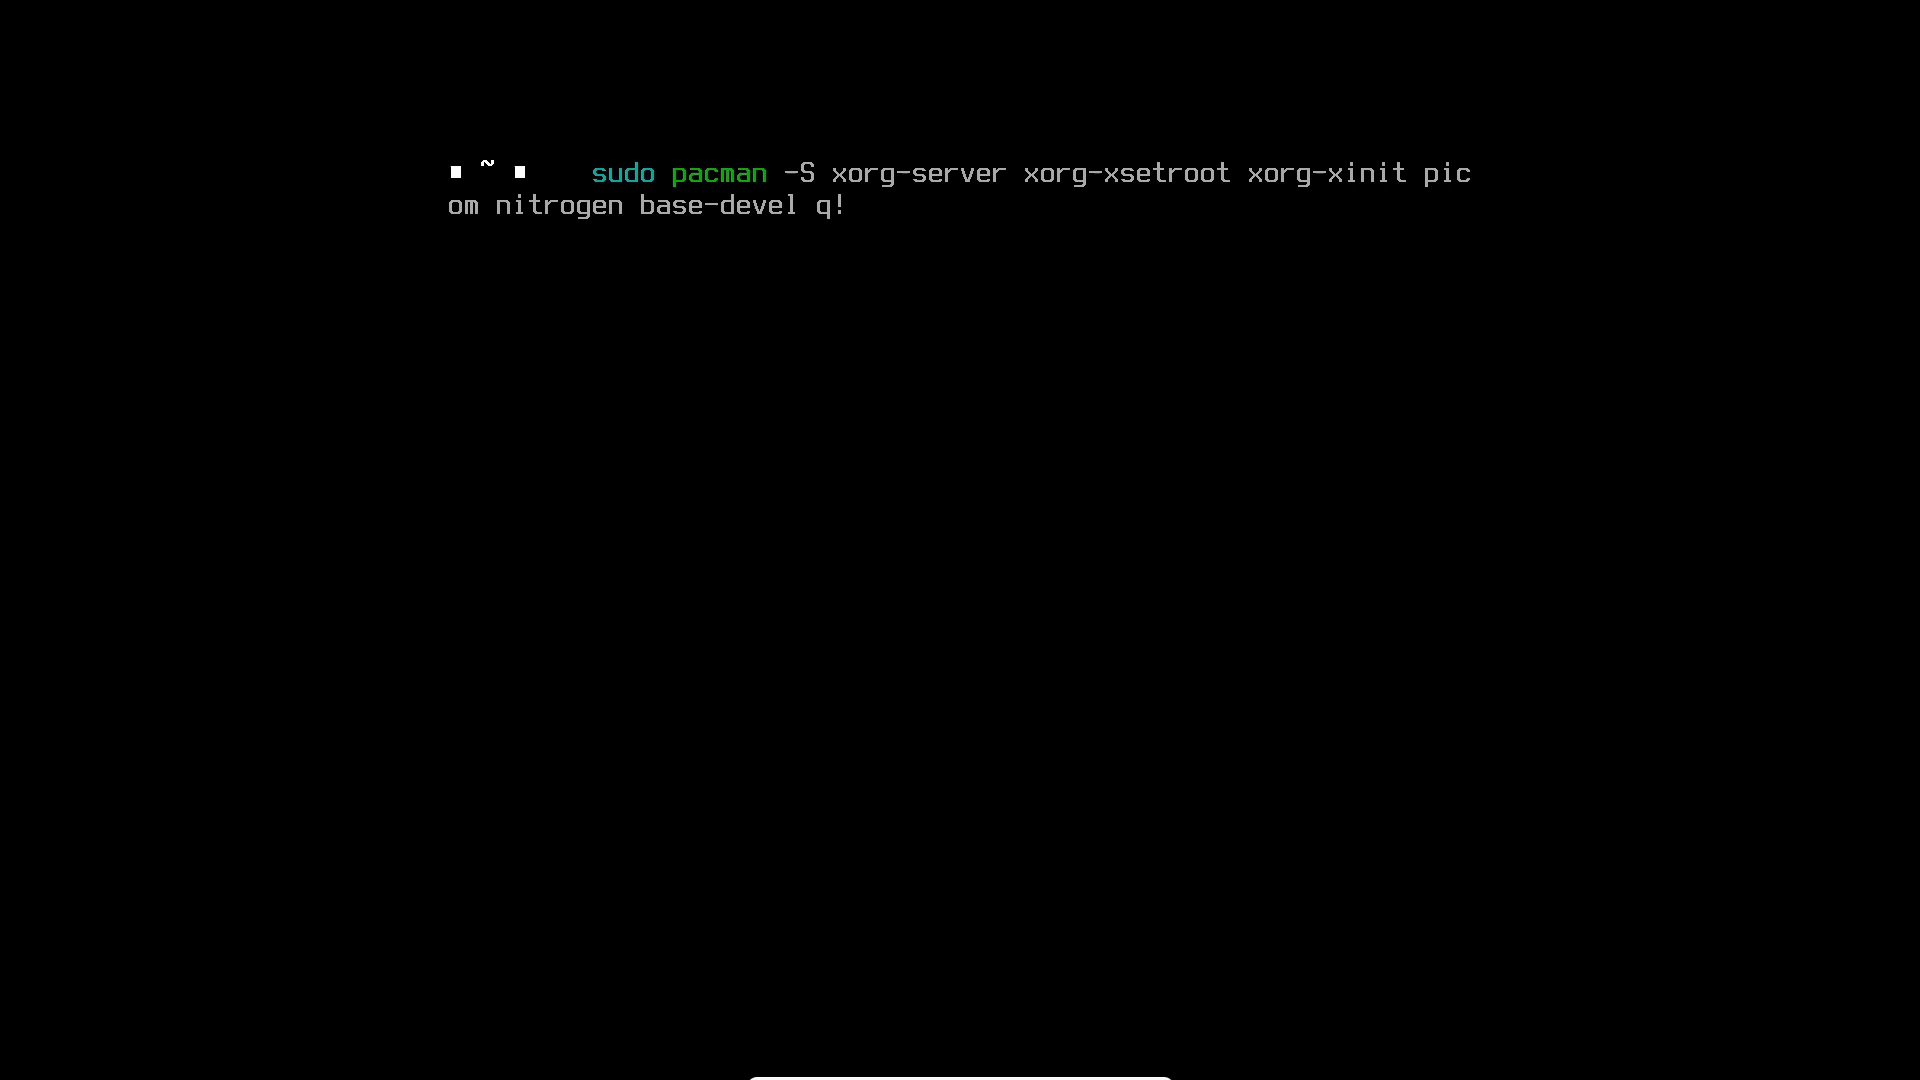 ▪ ~ ▪    sudo pacman -S xorg-server xorg-xsetroot xorg-xinit pic
om nitrogen base-devel q!